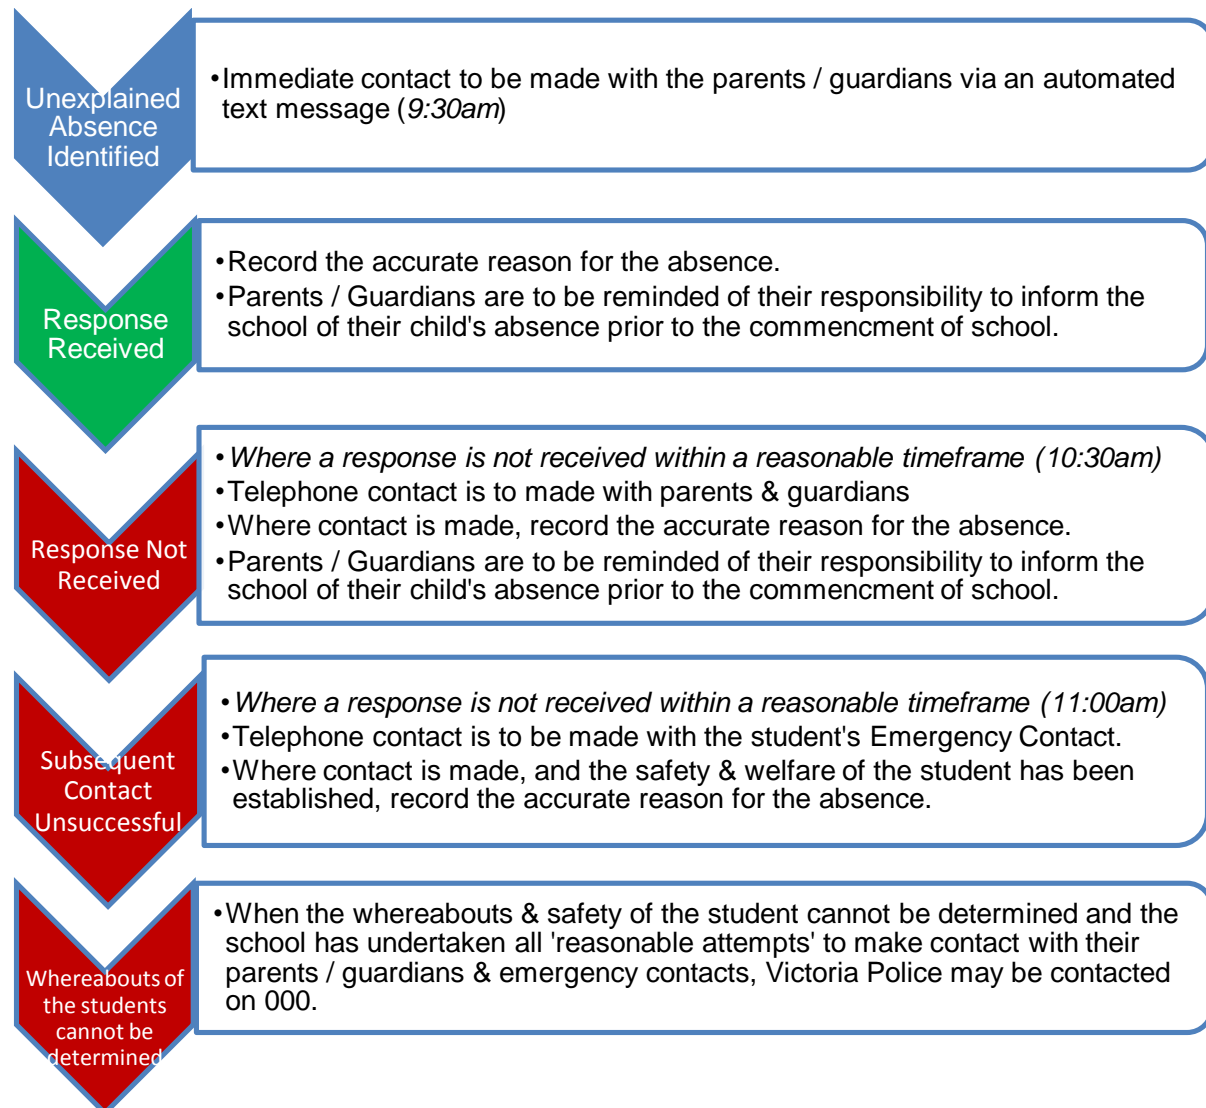 Unexplained
Absence
Identified
•Immediate contact to be made with the parents / guardians via an automated
text message (9:30am)
Response
Received
•Record the accurate reason for the absence.
•Parents / Guardians are to be reminded of their responsibility to inform the
school of their child's absence prior to the commencment of school.
Response Not
Received
•Where a response is not received within a reasonable timeframe (10:30am)
•Telephone contact is to made with parents & guardians
•Where contact is made, record the accurate reason for the absence.
•Parents / Guardians are to be reminded of their responsibility to inform the
school of their child's absence prior to the commencment of school.
Subsequent
Contact
Unsuccessful
•Where a response is not received within a reasonable timeframe (11:00am)
•Telephone contact is to be made with the student's Emergency Contact.
•Where contact is made, and the safety & welfare of the student has been
established, record the accurate reason for the absence.
Whereabouts of
the students
cannot be
determined
•When the whereabouts & safety of the student cannot be determined and the
school has undertaken all 'reasonable attempts' to make contact with their
parents / guardians & emergency contacts, Victoria Police may be contacted
on 000.